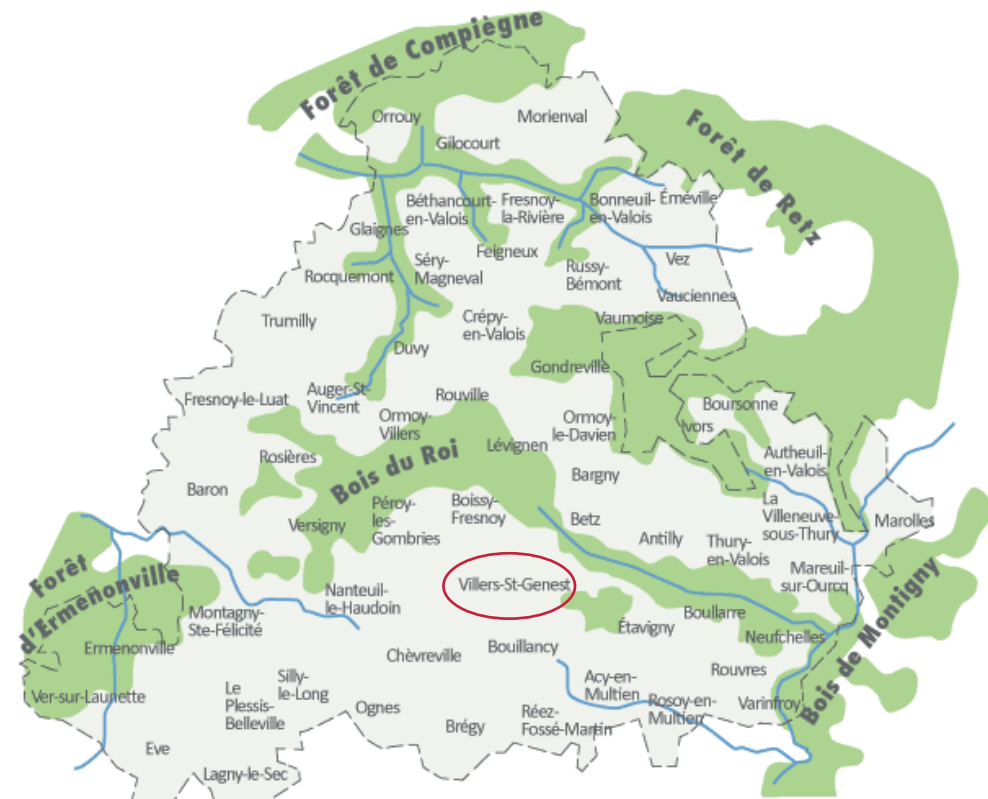 Forêt de Compiègne
Orrouy
Morienval
Gilocourt
Forêt de Retz
Béthancourt-
en-Valois
Fresnoy-
la-Rivière
Bonneuil-
en-Valois
Éméville
Glaignes
Feigneux
Séry-
Magneval
Rocquemont
Russy-
Bémont
Vez
Vauciennes
Trumilly
Crépy-
en-Valois
Vaumoise
Duvy
Gondreville
Auger-St-
Vincent
Fresnoy-le-Luat
Rouville
Ormoy-
Villers
Ormoy-
le-Davien
Boursonne
Ivors
Lévignen
Rosières
Bois du Roi
Autheuil-
en-Valois
Bargny
Baron
Versigny
Péroy-
les-
Gombries
Boissy-
Fresnoy
Betz
Antilly
Thury-
en-Valois
La
Villeneuve-
sous-Thury
Marolles
Mareuil-
sur-Ourcq
Forêt
d'Ermenonville
Nanteuil-
le-Haudoin
Villers-St-Genest
Montagny-
Ste-Félicité
Étavigny
Boullarre
Neufchelles
Bois de Montigny
Ermenonville
Chèvreville
Bouillancy
Rouvres
Acy-en-
Multien
Rosoy-en-
Multien
Varinfroy
Ver-sur-Launette
Silly-
le-Long
Le
Plessis-
Belleville
Ognes
Brégy
Réez-
Fossé-Martin
Eve
Lagny-le-Sec